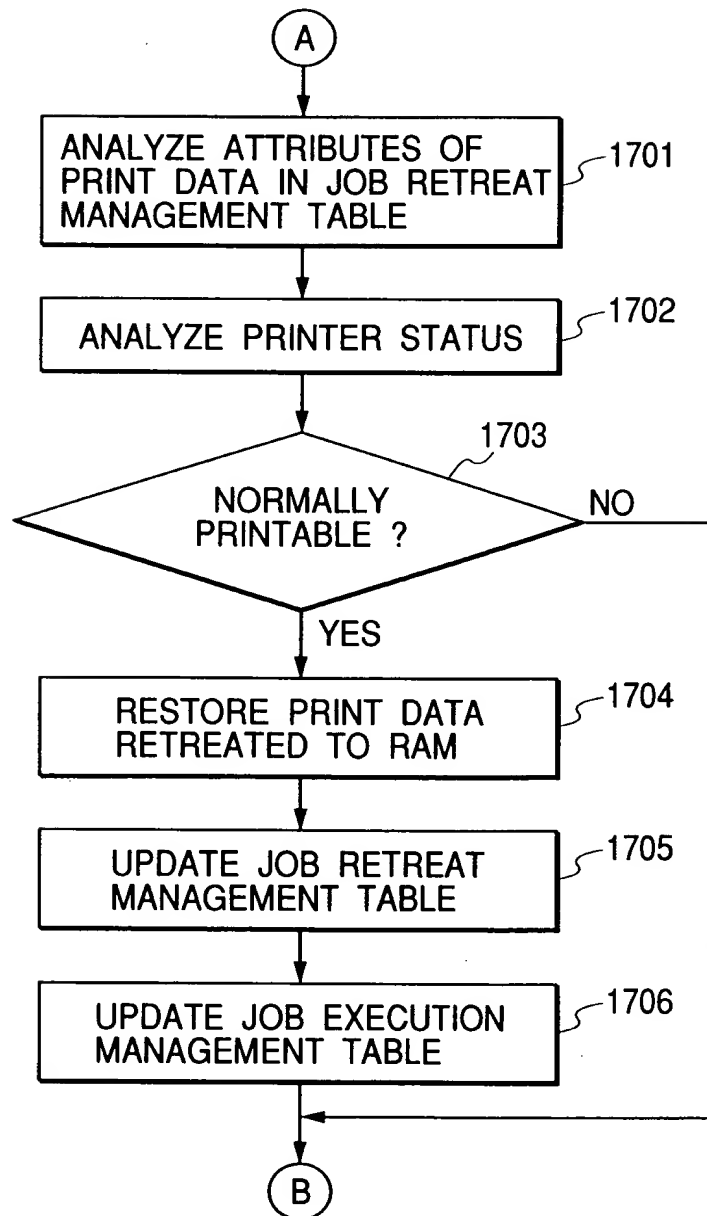 A
ANALYZE ATTRIBUTES OF
PRINT DATA IN JOB RETREAT
MANAGEMENT TABLE
1701
ANALYZE PRINTER STATUS
1702
1703
NORMALLY
PRINTABLE ?
NO
YES
RESTORE PRINT DATA
RETREATED TO RAM
1704
UPDATE JOB RETREAT
MANAGEMENT TABLE
1705
UPDATE JOB EXECUTION
MANAGEMENT TABLE
1706
B